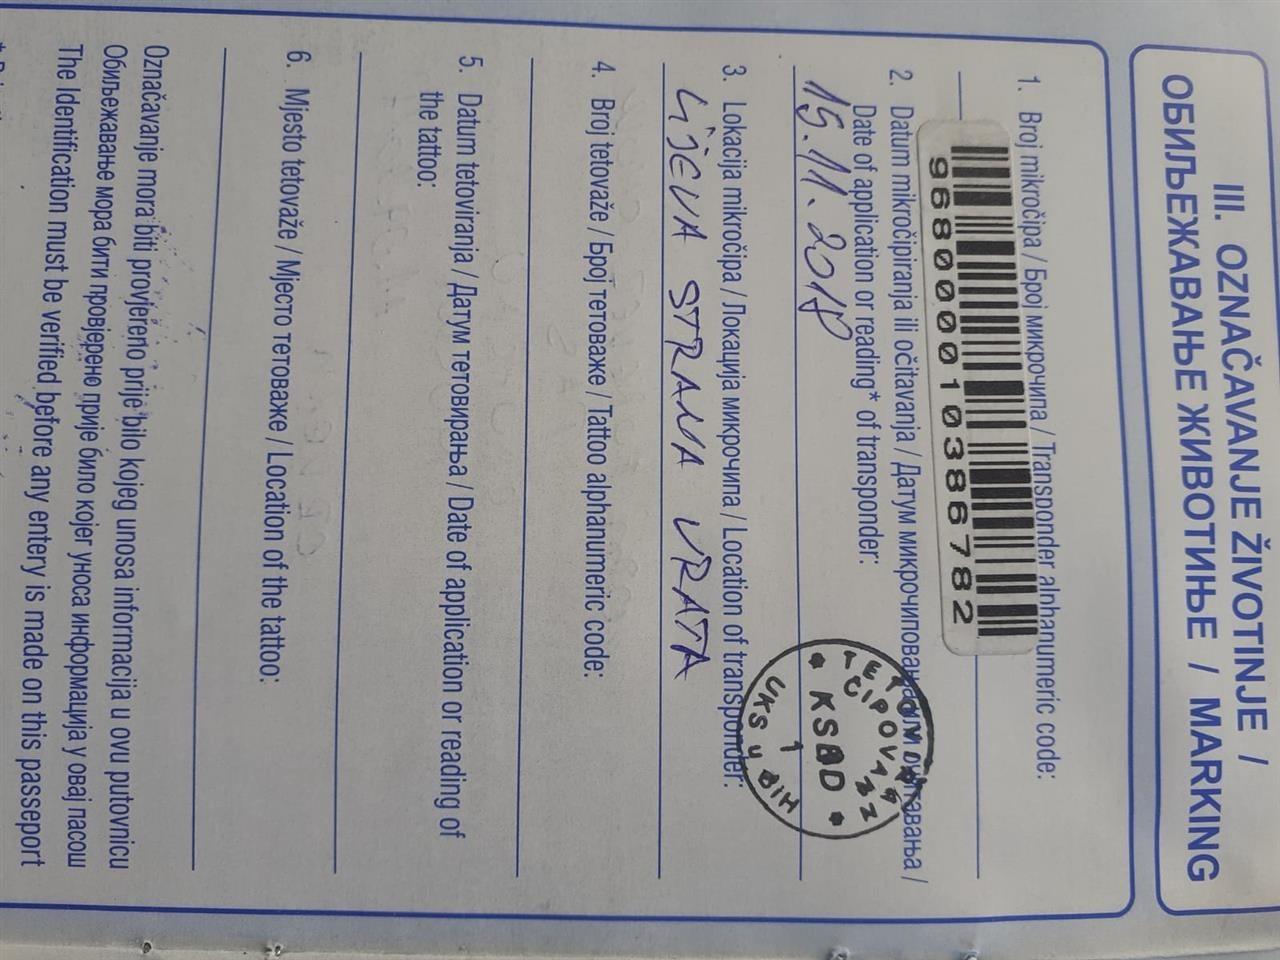 III. OZNAČAVANJE ŽIVOTINJE /
ОБИЉЕЖАВАЊЕ ЖИВОТИЊЕ / MARKING
1. Broj mikročipa / Број микрочипа / Transponder alphanumeric code:
968000010386782
2. Datum mikročipiranja ili očitavanja / Датум микрочиповања очитавања /
Date of application or reading* of transponder:
15.11.2018
3. Lokacija mikročipa / Локација микрочипа / Location of transponder:
LIJEVA STRANA VRATA
KSBD
1
UKS u BIH
4. Broj tetovaže / Број тетоваже / Tattoo alphanumeric code:
5. Datum tetoviranja / Датум тетовирања / Date of application or reading of
the tattoo:
6. Mjesto tetovaže / Мјесто тетоваже / Location of the tattoo:
Označavanje mora biti provjereno prije bilo kojeg unosa informacija u ovu putovnicu
Обиљежавање мора бити провјерено прије било којег уноса информација у овај пасош
The Identification must be verified before any entery is made on this passeport